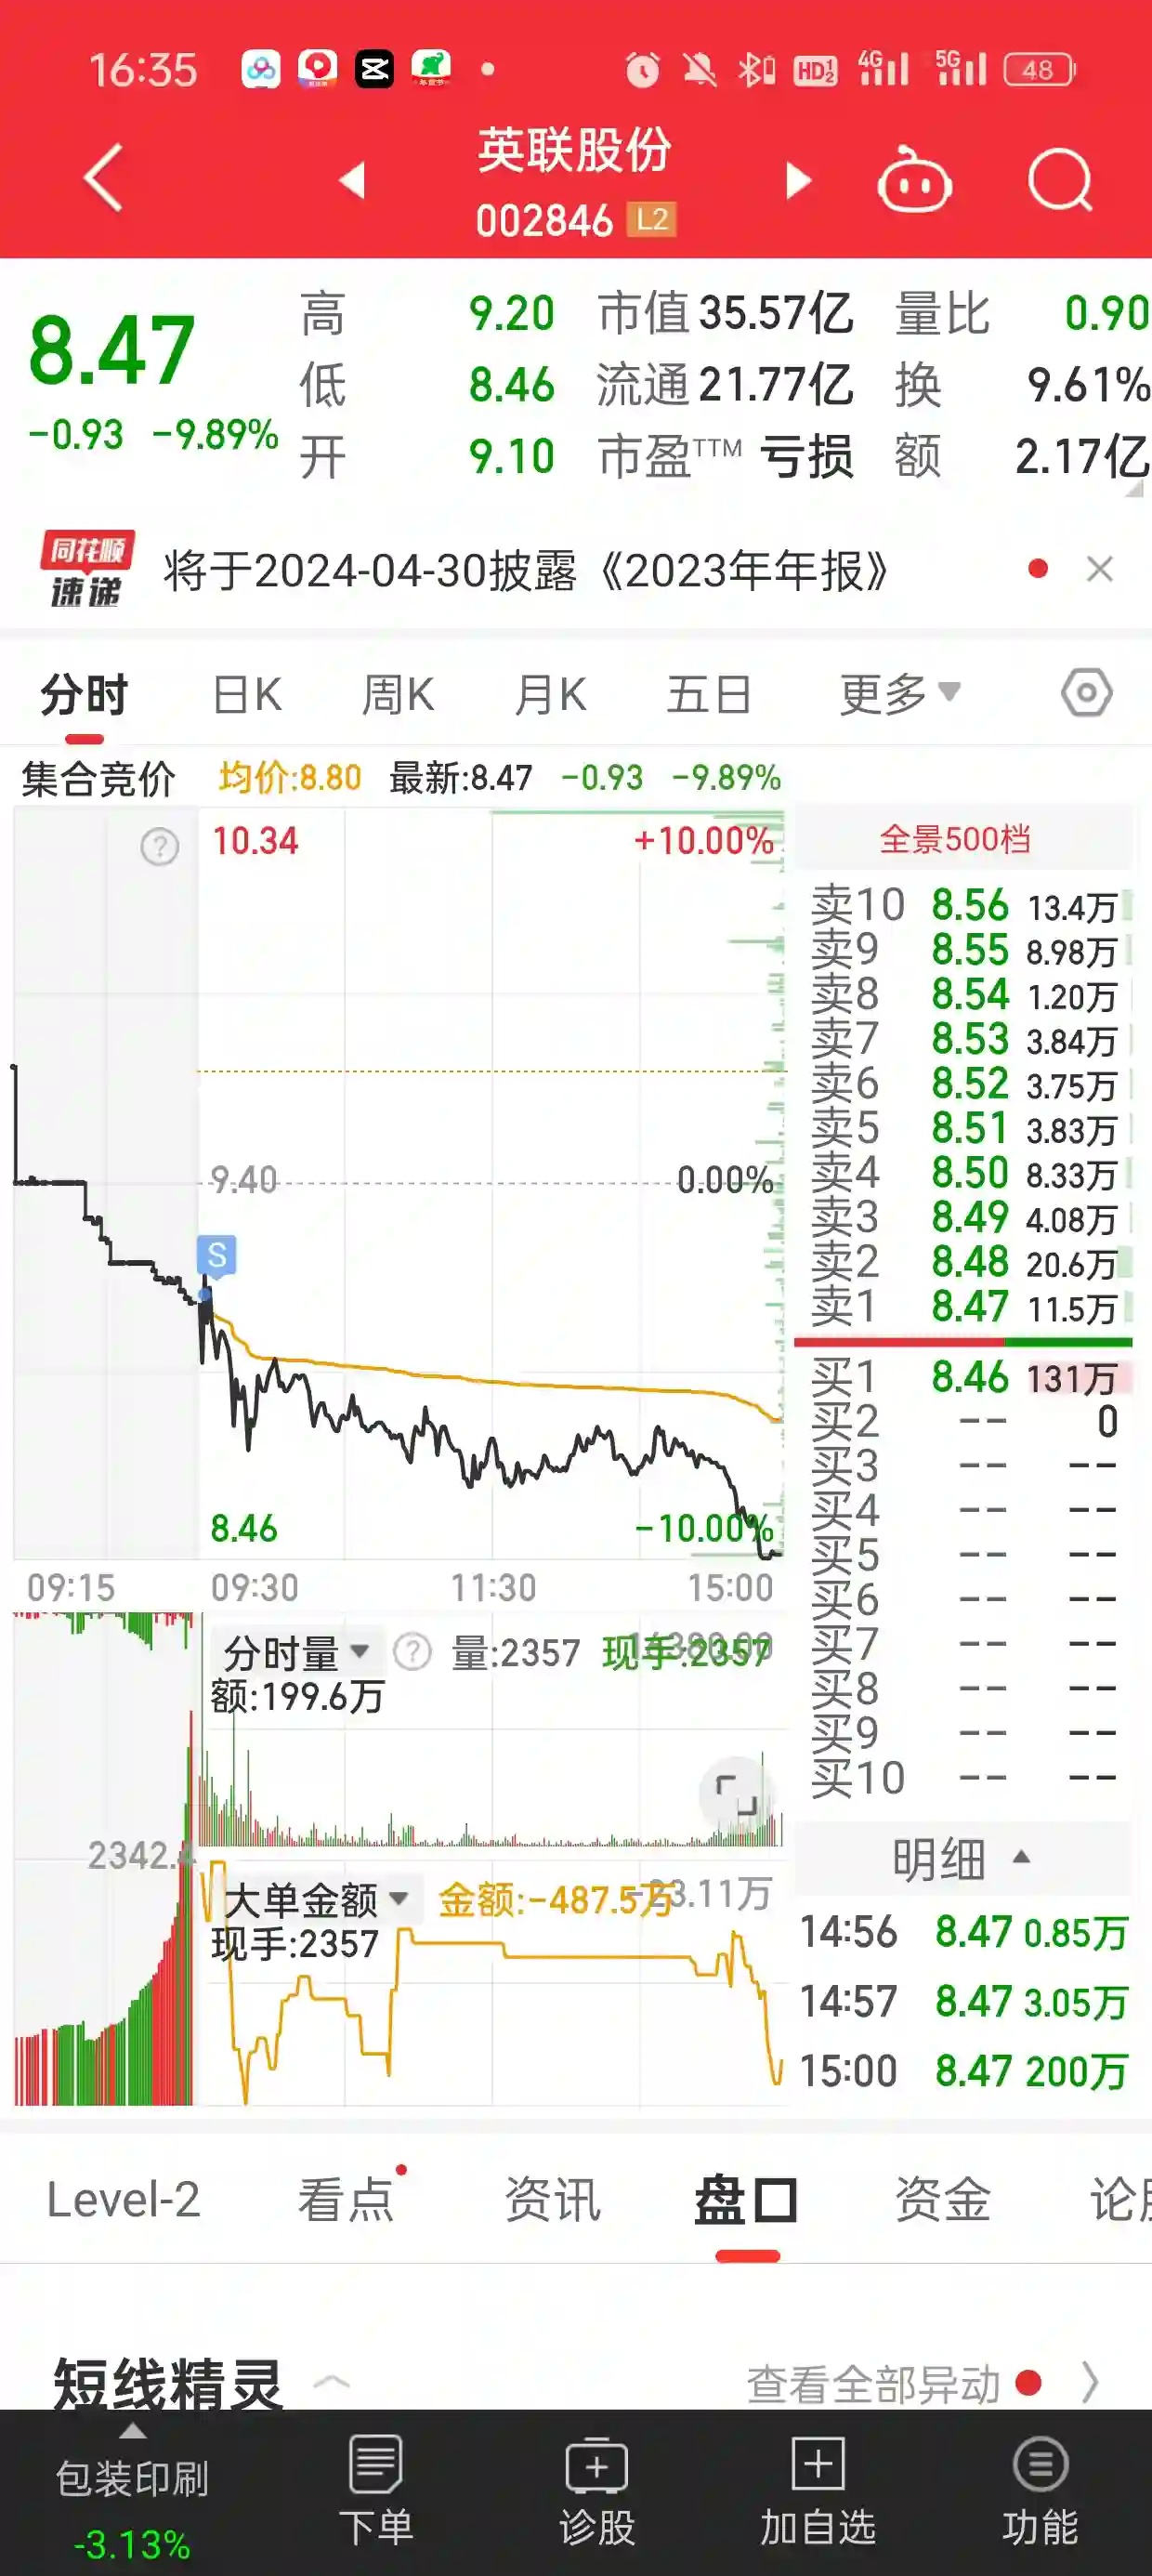 16:35 HD 1 2 4G 5G 48
英联股份
002846 L2
8.47
-0.93 -9.89%
高 9.20 市值 35.57亿 量比 0.90
低 8.46 流通 21.77亿 换 9.61%
开 9.10 市盈TTM 亏损 额 2.17亿
同花顺
速递
将于2024-04-30披露《2023年年报》
分时 日K 周K 月K 五日 更多
集合竞价 均价:8.80 最新:8.47 -0.93 -9.89%
10.34 +10.00%
9.40 0.00%
S
8.46 -10.00%
09:15 09:30 11:30 15:00
全景500档
卖10 8.56 13.4万
卖9 8.55 8.98万
卖8 8.54 1.20万
卖7 8.53 3.84万
卖6 8.52 3.75万
卖5 8.51 3.83万
卖4 8.50 8.33万
卖3 8.49 4.08万
卖2 8.48 20.6万
卖1 8.47 11.5万
买1 8.46 131万
买2 -- 0
买3 -- --
买4 -- --
买5 -- --
买6 -- --
买7 -- --
买8 -- --
买9 -- --
买10 -- --
分时量 ? 量:2357 现手:2357
额:199.6万
2342.4
大单金额 金额:-487.5万
现手:2357
明细
14:56 8.47 0.85万
14:57 8.47 3.05万
15:00 8.47 200万
Level-2 看点 资讯 盘口 资金 论
短线精灵 查看全部异动
包装印刷
-3.13%
下单 诊股 加自选 功能